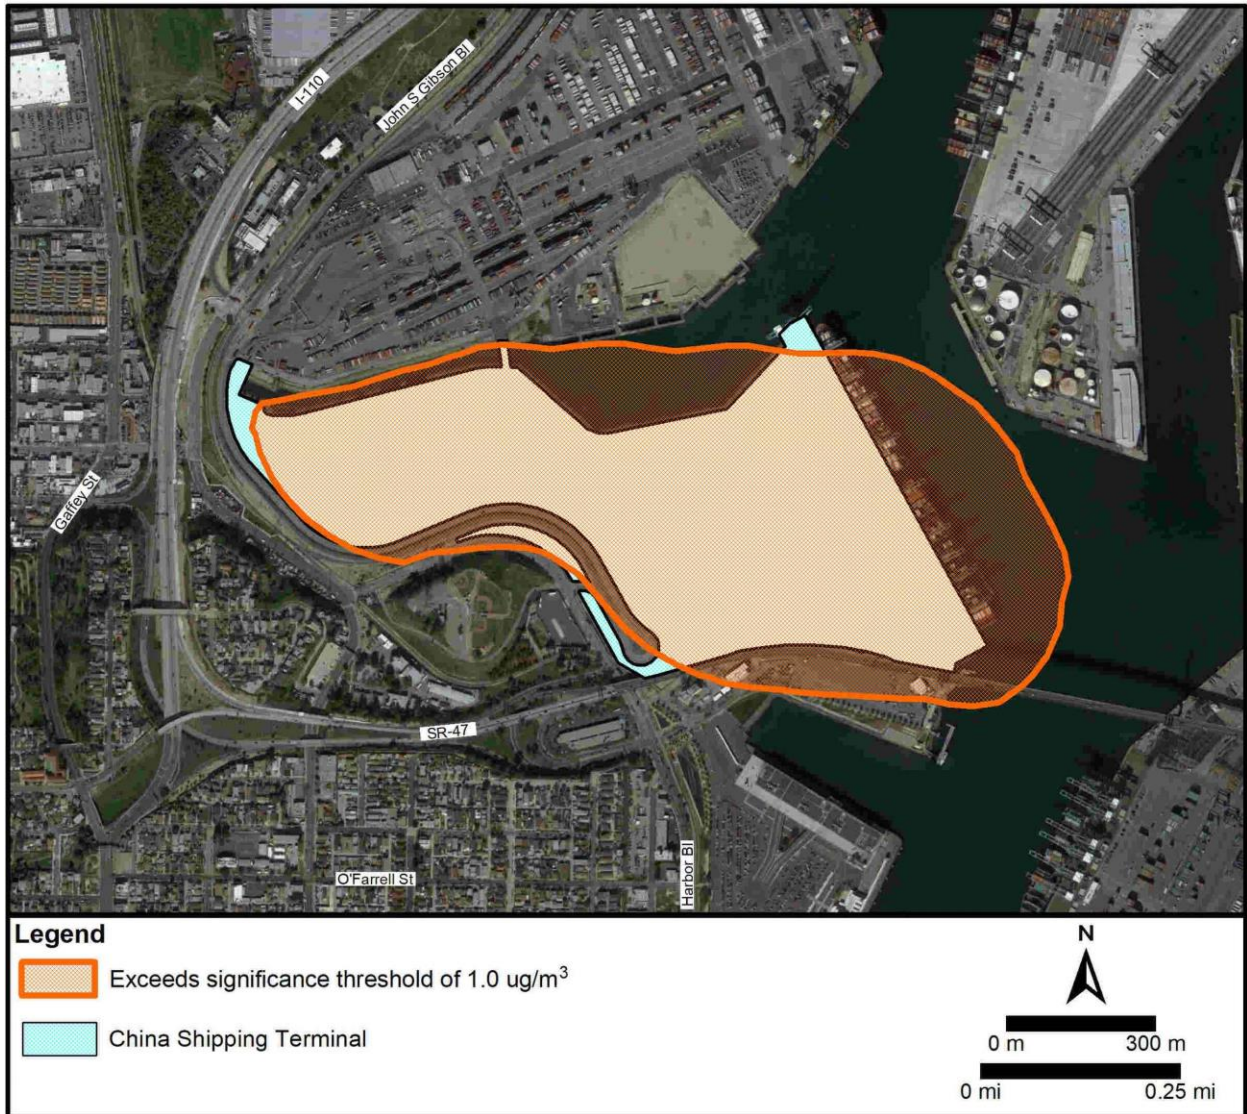 I-110
John S Gibson Bl
Gaffey St
SR-47
O'Farrell St
Harbor Bl
Legend
Exceeds significance threshold of 1.0 ug/m³
China Shipping Terminal
N
0 m 300 m
0 mi 0.25 mi